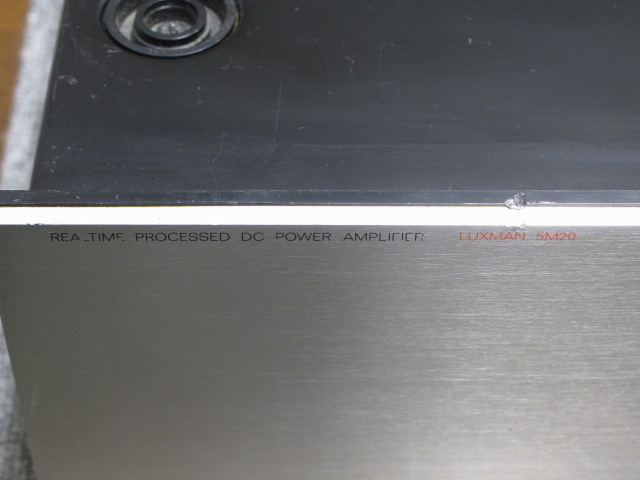 REAL TIME PROCESSED DC POWER AMPLIFIER LUXMAN 5M20